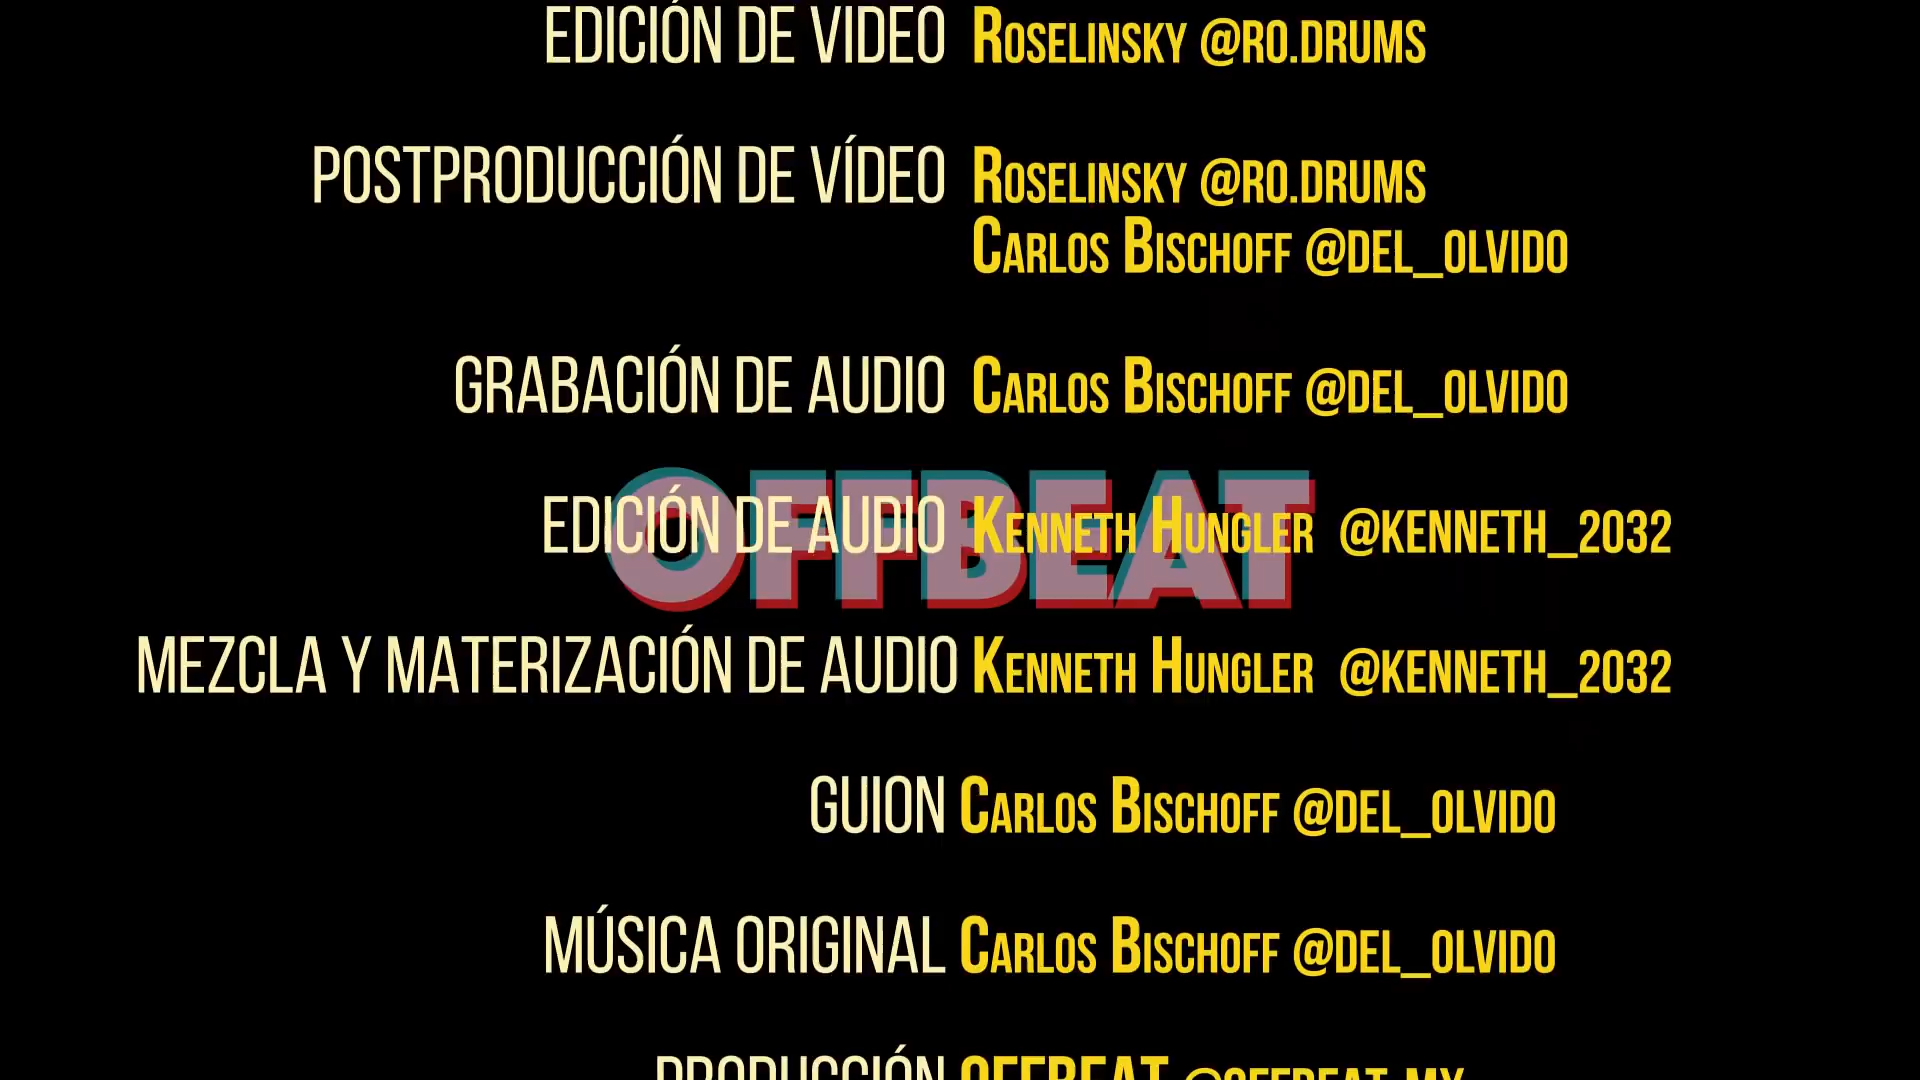 EDICIÓN DE VIDEO Roselinsky @RO.DRUMS
POSTPRODUCCIÓN DE VÍDEO Roselinsky @RO.DRUMS
Carlos Bischoff @DEL_OLVIDO
GRABACIÓN DE AUDIO Carlos Bischoff @DEL_OLVIDO
OFFBEAT
EDICIÓN DE AUDIO Kenneth Hungler @KENNETH_2032
MEZCLA Y MATERIZACIÓN DE AUDIO Kenneth Hungler @KENNETH_2032
GUION Carlos Bischoff @DEL_OLVIDO
MÚSICA ORIGINAL Carlos Bischoff @DEL_OLVIDO
PRODUCCIÓN OFFBEAT